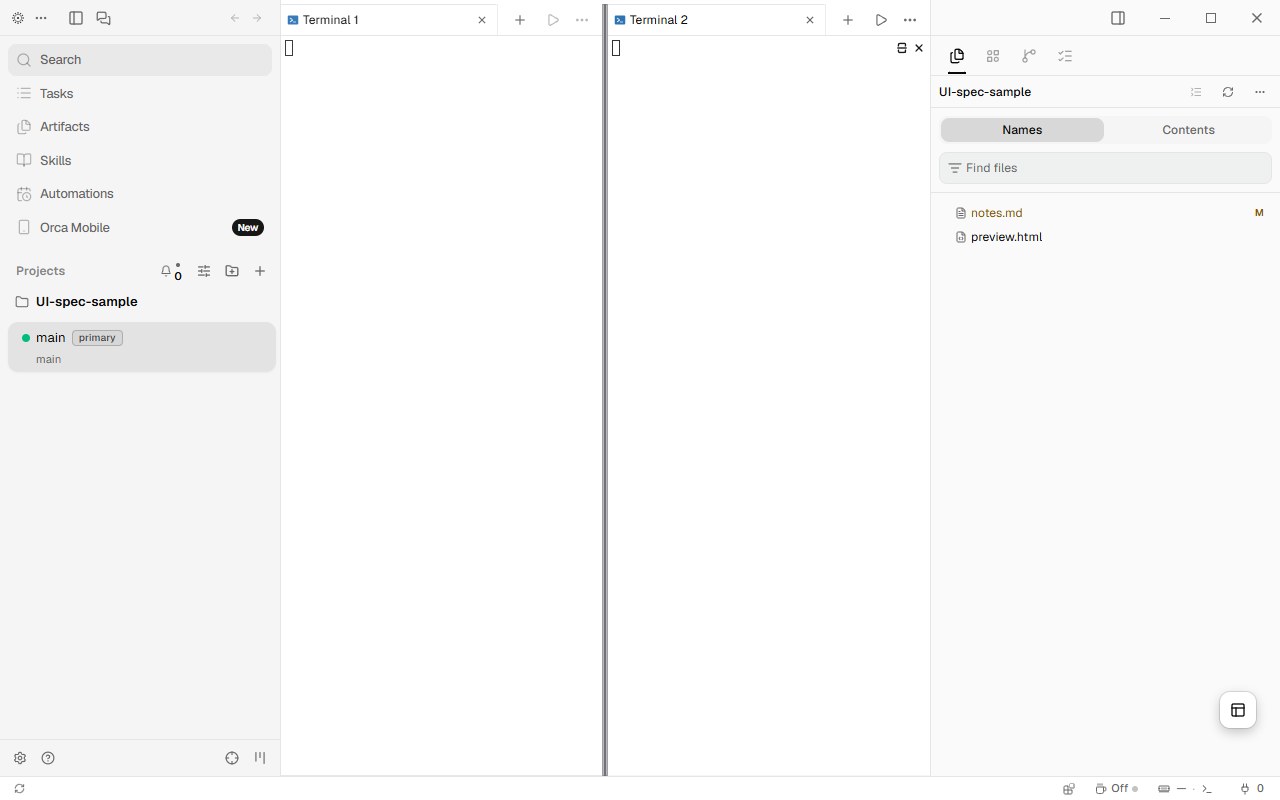 Terminal 1
Terminal 2
Search
Tasks
Artifacts
Skills
Automations
Orca Mobile
New
Projects
0
UI-spec-sample
main
primary
main
UI-spec-sample
Names
Contents
Find files
notes.md
M
preview.html
Off
0